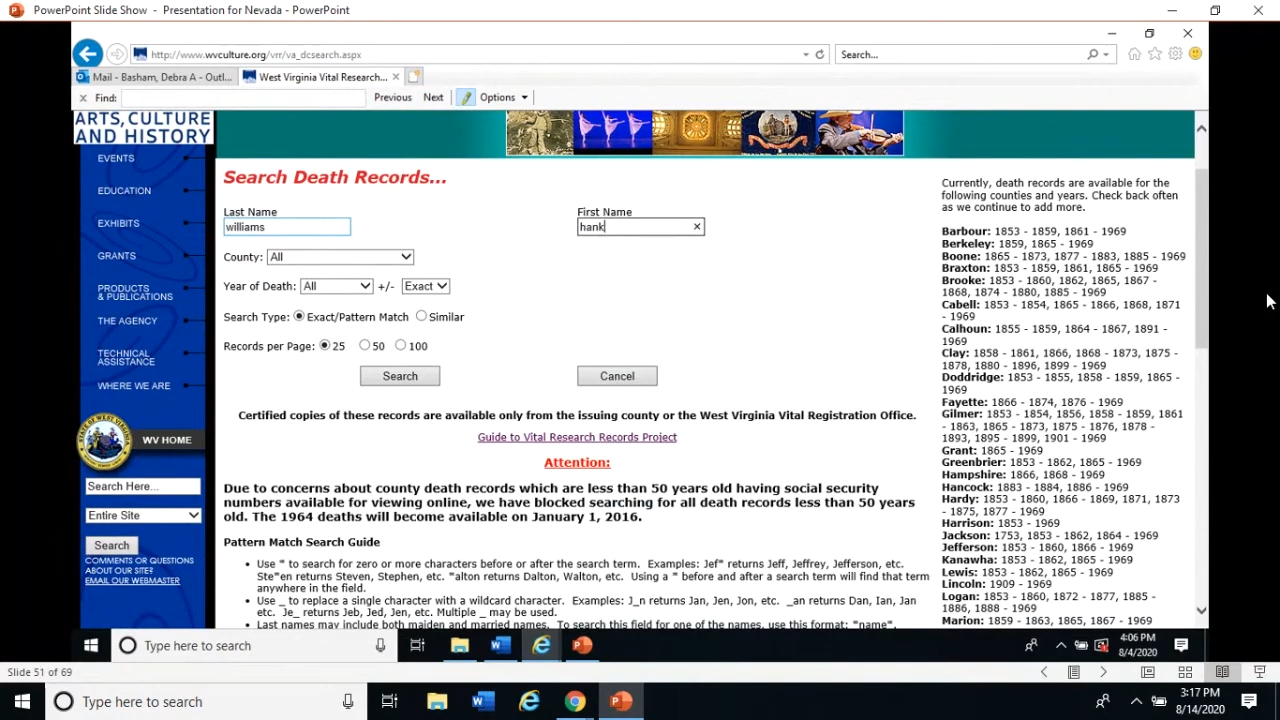 PowerPoint Slide Show - Presentation for Nevada - PowerPoint
http://www.wvculture.org/vrr/va_dcsearch.aspx
Search...
Mail - Basham, Debra A - Outl...
West Virginia Vital Research...
Find:
Previous
Next
Options
ARTS, CULTURE
AND HISTORY
EVENTS
EDUCATION
EXHIBITS
GRANTS
PRODUCTS
& PUBLICATIONS
THE AGENCY
TECHNICAL
ASSISTANCE
WHERE WE ARE
WV HOME
Search Here...
Entire Site
Search
COMMENTS OR QUESTIONS
ABOUT OUR SITE?
EMAIL OUR WEBMASTER
Search Death Records...
Last Name
First Name
williams
hank
County: All
Year of Death: All +/- Exact
Search Type: Exact/Pattern Match Similar
Records per Page: 25 50 100
Search
Cancel
Certified copies of these records are available only from the issuing county or the West Virginia Vital Registration Office.
Guide to Vital Research Records Project
Attention:
Due to concerns about county death records which are less than 50 years old having social security
numbers available for viewing online, we have blocked searching for all death records less than 50 years
old. The 1964 deaths will become available on January 1, 2016.
Pattern Match Search Guide
• Use * to search for zero or more characters before or after the search term. Examples: Jef* returns Jeff, Jeffrey, Jefferson, etc.
Ste*en returns Steven, Stephen, etc. *alton returns Dalton, Walton, etc. Using a * before and after a search term will find that term
anywhere in the field.
• Use _ to replace a single character with a wildcard character. Examples: J_n returns Jan, Jen, Jon, etc. _an returns Dan, Ian, Jan
etc. Je_ returns Jeb, Jed, Jen, etc. Multiple _ may be used.
• Last names may include both maiden and married names. To search this field for one of the names, use this format: *name*.
Currently, death records are available for the
following counties and years. Check back often
as we continue to add more.
Barbour: 1853 - 1859, 1861 - 1969
Berkeley: 1859, 1865 - 1969
Boone: 1865 - 1873, 1877 - 1883, 1885 - 1969
Braxton: 1853 - 1859, 1861, 1865 - 1969
Brooke: 1853 - 1860, 1862, 1865, 1867 -
1868, 1874 - 1880, 1885 - 1969
Cabell: 1853 - 1854, 1865 - 1866, 1868, 1871
- 1969
Calhoun: 1855 - 1859, 1864 - 1867, 1891 -
1969
Clay: 1858 - 1861, 1866, 1868 - 1873, 1875 -
1878, 1880 - 1896, 1899 - 1969
Doddridge: 1853 - 1855, 1858 - 1859, 1865 -
1969
Fayette: 1866 - 1874, 1876 - 1969
Gilmer: 1853 - 1854, 1856, 1858 - 1859, 1861
- 1863, 1865 - 1873, 1875 - 1876, 1878 -
1893, 1895 - 1899, 1901 - 1969
Grant: 1865 - 1969
Greenbrier: 1853 - 1862, 1865 - 1969
Hampshire: 1866, 1868 - 1969
Hancock: 1883 - 1884, 1886 - 1969
Hardy: 1853 - 1860, 1866 - 1869, 1871, 1873
- 1875, 1877 - 1969
Harrison: 1853 - 1969
Jackson: 1753, 1853 - 1862, 1864 - 1969
Jefferson: 1853 - 1860, 1866 - 1969
Kanawha: 1853 - 1969
Lewis: 1853 - 1862, 1865 - 1969
Lincoln: 1909 - 1969
Logan: 1853 - 1860, 1872 - 1877, 1885 -
1886, 1888 - 1969
Marion: 1859 - 1863, 1865, 1867 - 1969
Type here to search
4:06 PM
8/4/2020
Slide 51 of 69
Type here to search
3:17 PM
8/14/2020